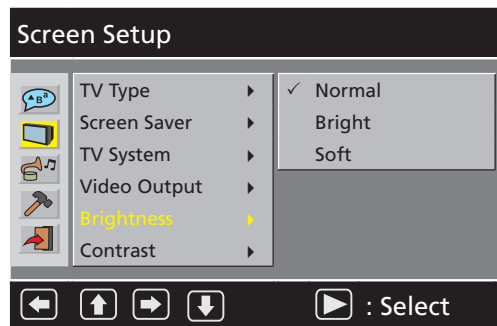 Screen Setup
TV Type
Screen Saver
TV System
Video Output
Brightness
Contrast
Normal
Bright
Soft
: Select